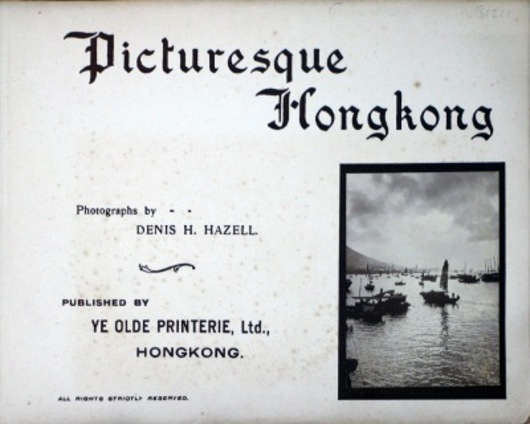 Picturesque
Hongkong
Photographs by - -
DENIS H. HAZELL.
PUBLISHED BY
YE OLDE PRINTERIE, Ltd.,
HONGKONG.
ALL RIGHTS STRICTLY RESERVED.